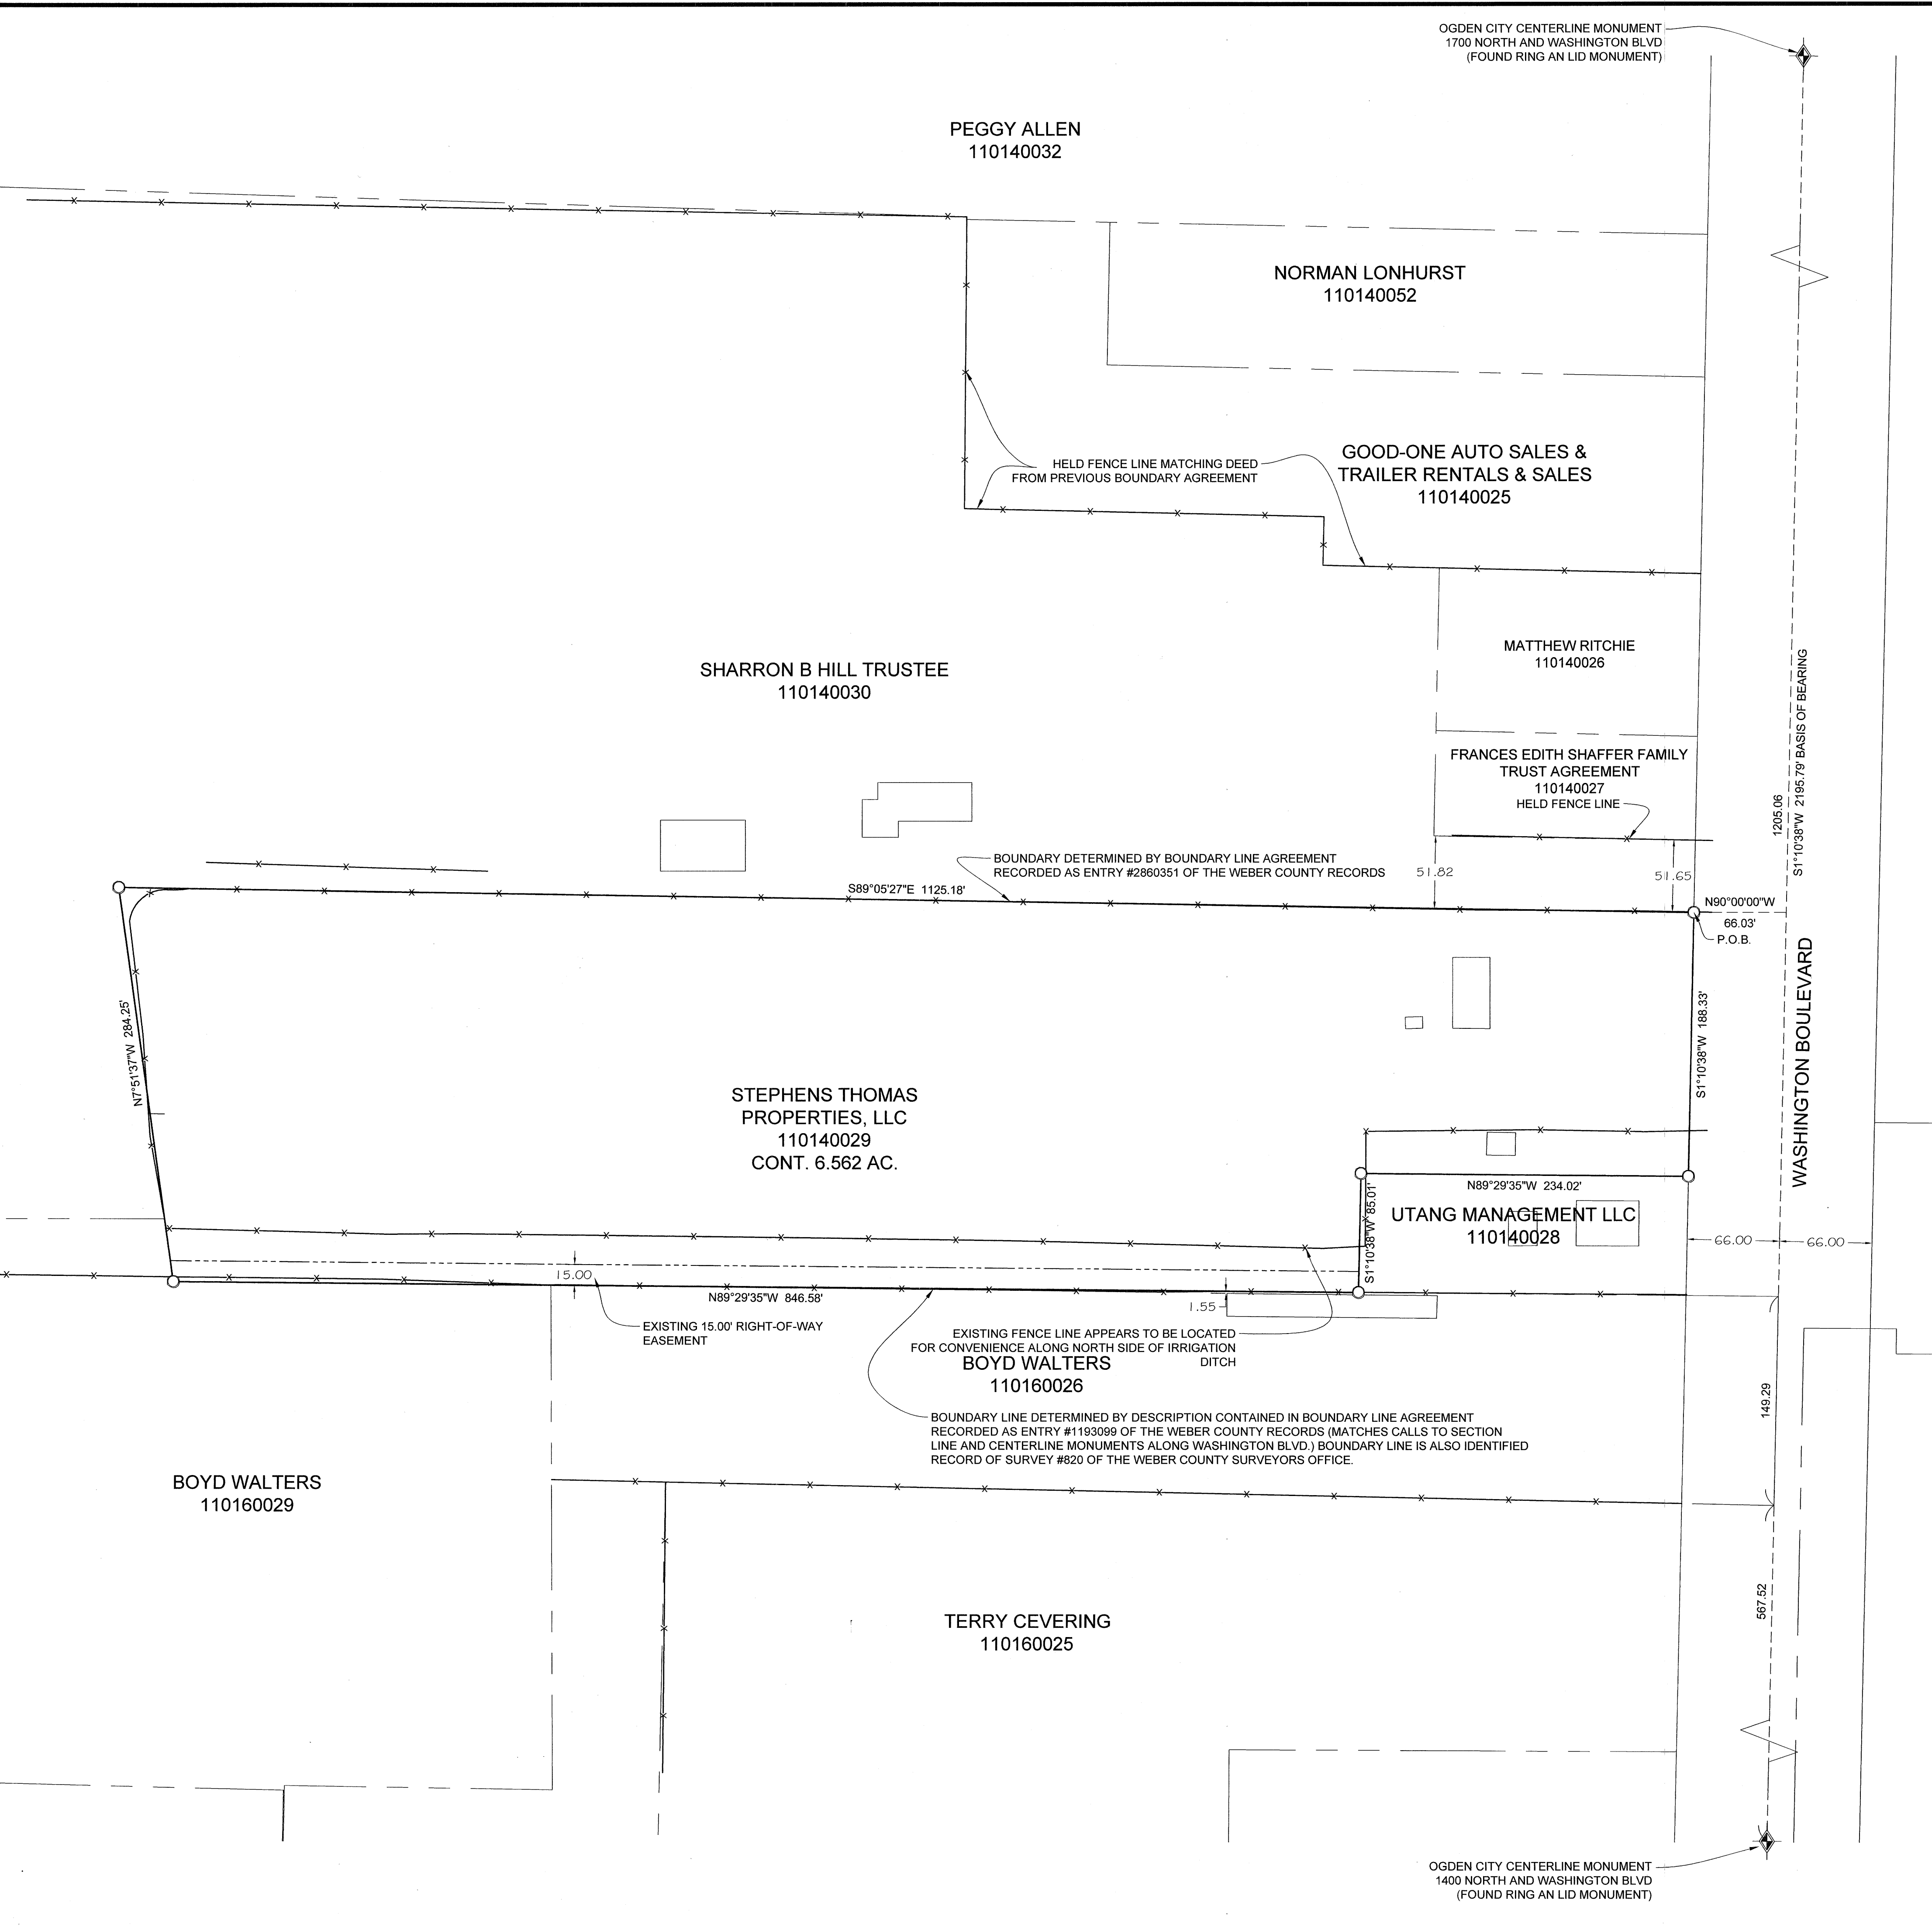 OGDEN CITY CENTERLINE MONUMENT
1700 NORTH AND WASHINGTON BLVD
(FOUND RING AN LID MONUMENT)
PEGGY ALLEN
110140032
NORMAN LONHURST
110140052
GOOD-ONE AUTO SALES &
TRAILER RENTALS & SALES
110140025
HELD FENCE LINE MATCHING DEED
FROM PREVIOUS BOUNDARY AGREEMENT
MATTHEW RITCHIE
110140026
SHARRON B HILL TRUSTEE
110140030
FRANCES EDITH SHAFFER FAMILY
TRUST AGREEMENT
110140027
HELD FENCE LINE
1205.06
S1°10'38"W 2195.79' BASIS OF BEARING
BOUNDARY DETERMINED BY BOUNDARY LINE AGREEMENT
RECORDED AS ENTRY #2860351 OF THE WEBER COUNTY RECORDS
51.82
51.65
S89°05'27"E 1125.18'
N90°00'00"W
66.03'
P.O.B.
WASHINGTON BOULEVARD
N7°51'37"W 284.25'
S1°10'38"W 188.33'
STEPHENS THOMAS
PROPERTIES, LLC
110140029
CONT. 6.562 AC.
N89°29'35"W 234.02'
S1°10'38"W 85.01'
UTANG MANAGEMENT LLC
110140028
66.00
66.00
15.00
N89°29'35"W 846.58'
1.55
EXISTING 15.00' RIGHT-OF-WAY
EASEMENT
EXISTING FENCE LINE APPEARS TO BE LOCATED
FOR CONVENIENCE ALONG NORTH SIDE OF IRRIGATION
DITCH
BOYD WALTERS
110160026
149.29
BOUNDARY LINE DETERMINED BY DESCRIPTION CONTAINED IN BOUNDARY LINE AGREEMENT
RECORDED AS ENTRY #1193099 OF THE WEBER COUNTY RECORDS (MATCHES CALLS TO SECTION
LINE AND CENTERLINE MONUMENTS ALONG WASHINGTON BLVD.) BOUNDARY LINE IS ALSO IDENTIFIED
RECORD OF SURVEY #820 OF THE WEBER COUNTY SURVEYORS OFFICE.
BOYD WALTERS
110160029
567.52
TERRY CEVERING
110160025
OGDEN CITY CENTERLINE MONUMENT
1400 NORTH AND WASHINGTON BLVD
(FOUND RING AN LID MONUMENT)